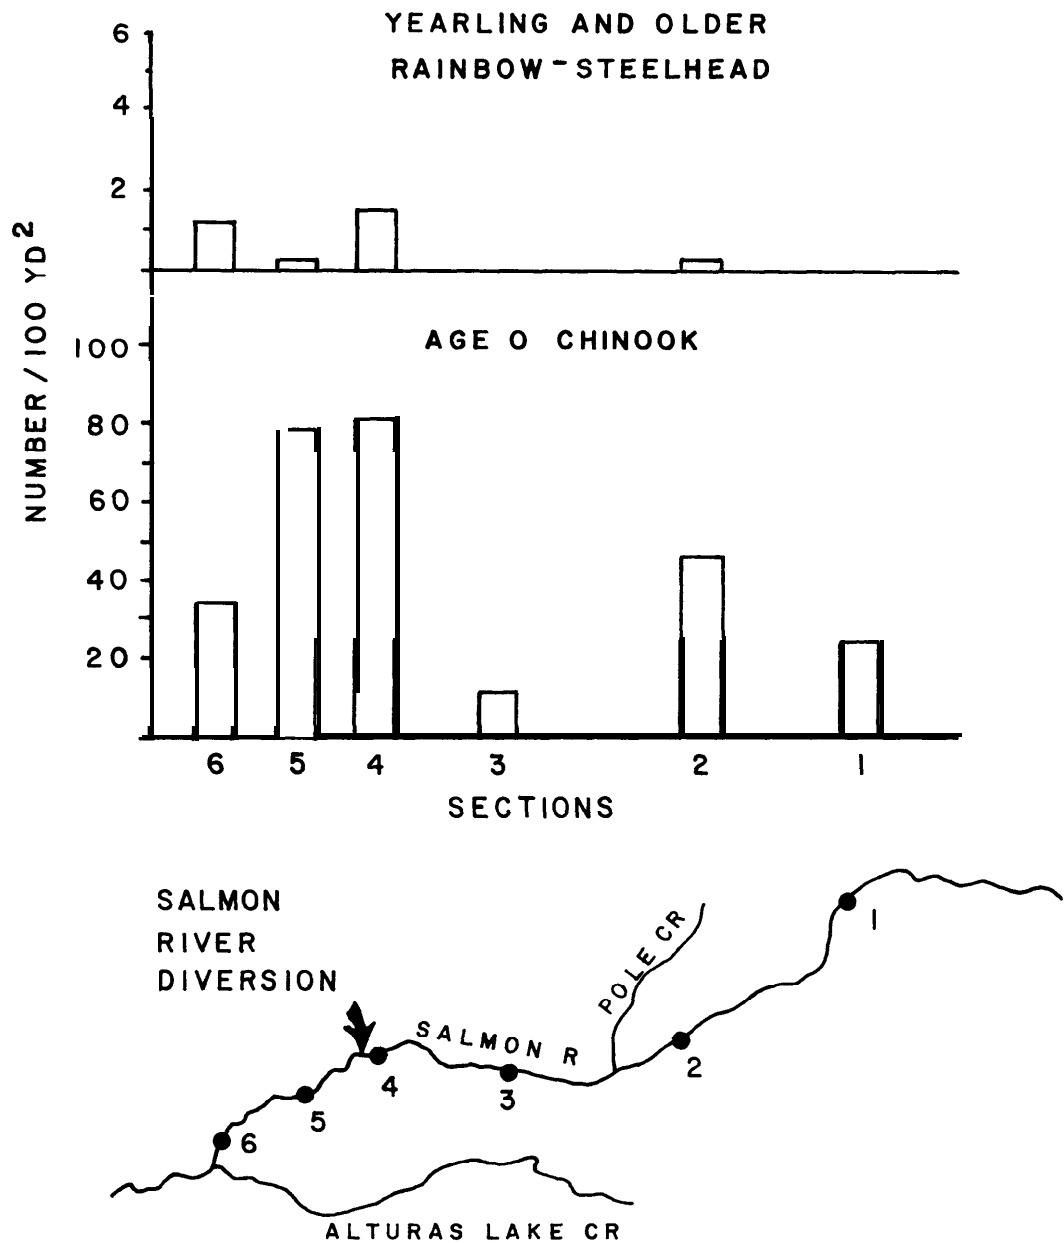 YEARLING AND OLDER
RAINBOW-STEELHEAD
6
4
2
NUMBER/100 YD²
AGE O CHINOOK
100
80
60
40
20
6 5 4 3 2 1
SECTIONS
SALMON
RIVER
DIVERSION
POLE CR
SALMON R
1
2
3
4
5
6
ALTURAS LAKE CR